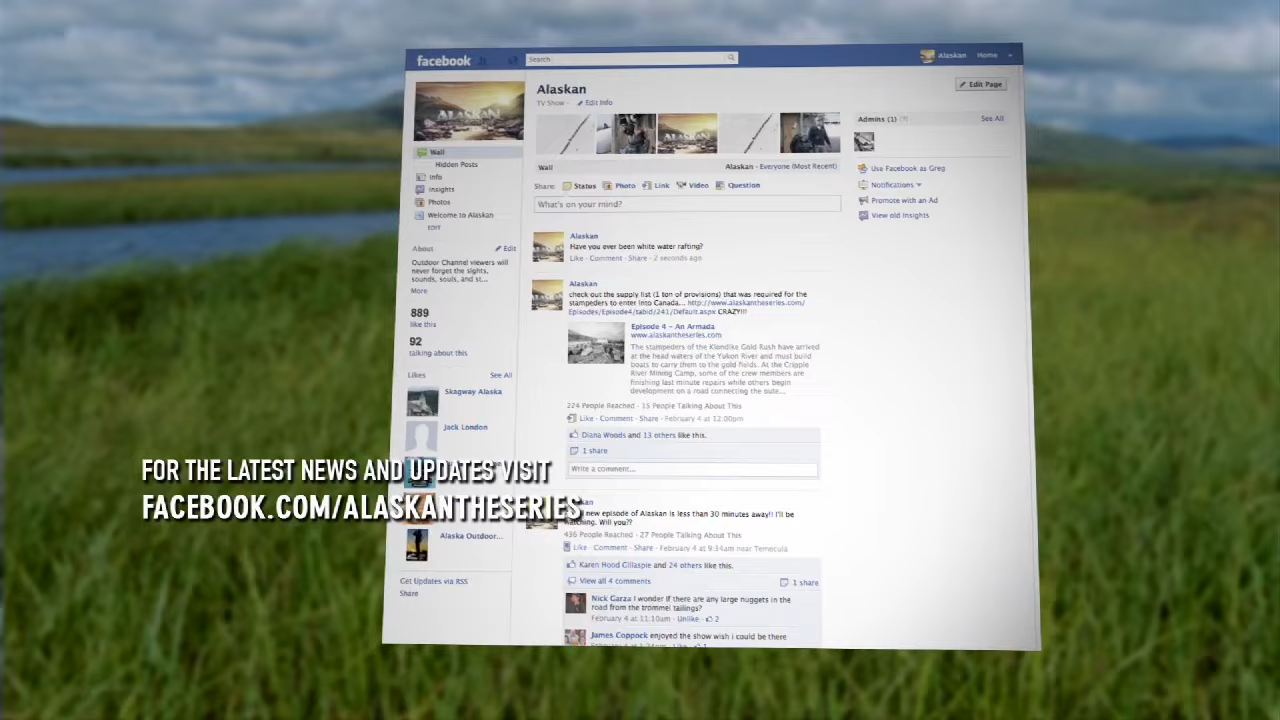 facebook
Search
Alaskan Home
ALASKAN
Alaskan
TV Show · Edit Info
Edit Page
Admins (1)
See All
Wall
Hidden Posts
Info
Insights
Photos
Welcome to Alaskan
EDIT
Wall
Alaskan · Everyone (Most Recent)
Share: Status Photo Link Video Question
What's on your mind?
Use Facebook as Greg
Notifications
Promote with an Ad
View old Insights
About
Edit
Outdoor Channel viewers will
never forget the sights,
sounds, souls, and st...
More
889
like this
92
talking about this
Likes
See All
Skagway Alaska
Jack London
Alaska Outdoor...
Get Updates via RSS
Share
Alaskan
Have you ever been white water rafting?
Like · Comment · Share · 2 seconds ago
Alaskan
check out the supply list (1 ton of provisions) that was required for the
stampeders to enter into Canada... http://www.alaskantheseries.com/
Episodes/Episode4/tabid/241/Default.aspx CRAZY!!!
Episode 4 - An Armada
www.alaskantheseries.com
The stampeders of the Klondike Gold Rush have arrived
at the head waters of the Yukon River and must build
boats to carry them to the gold fields. At the Cripple
River Mining Camp, some of the crew members are
finishing last minute repairs while others begin
development on a road connecting the
224 People Reached · 15 People Talking About This
Like · Comment · Share · February 4 at 12:00pm
Diana Woods and 13 others like this.
1 share
Write a comment...
new episode of Alaskan is less than 30 minutes away!! I'll be
watching. Will you??
436 People Reached · 27 People Talking About This
Like · Comment · Share · February 4 at 9:34am near Temecula
Karen Hood Gillaspie and 24 others like this.
View all 4 comments
1 share
Nick Garza I wonder if there are any large nuggets in the
road from the trommel tailings?
February 4 at 11:10am · Unlike · 2
James Coppock enjoyed the show wish i could be there
FOR THE LATEST NEWS AND UPDATES VISIT
FACEBOOK.COM/ALASKANTHESERIES